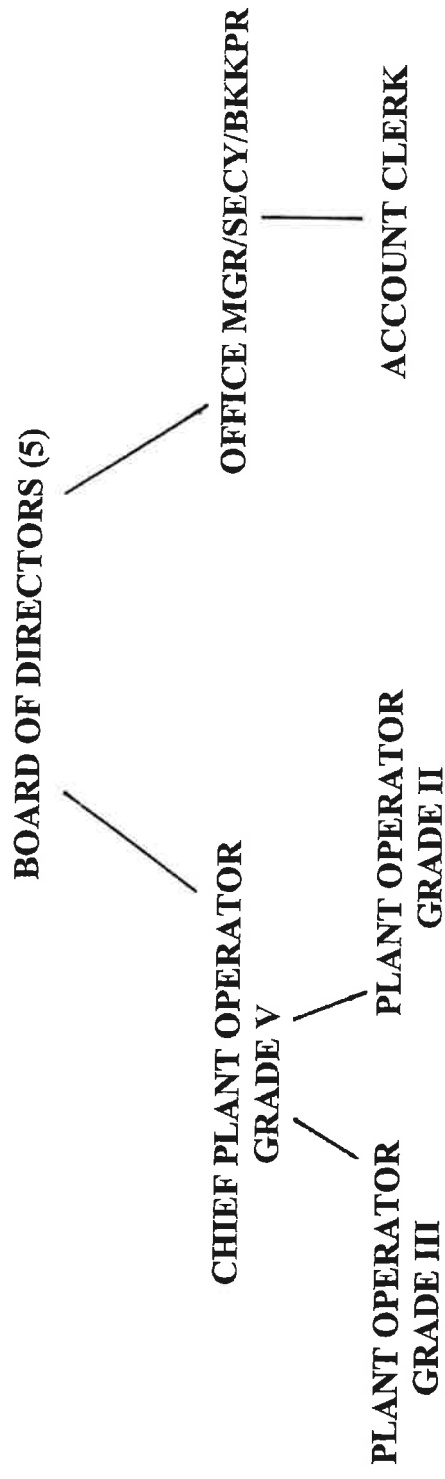 BOARD OF DIRECTORS (5)
CHIEF PLANT OPERATOR
GRADE V
OFFICE MGR/SECY/BKKPR
PLANT OPERATOR
GRADE III
PLANT OPERATOR
GRADE II
ACCOUNT CLERK